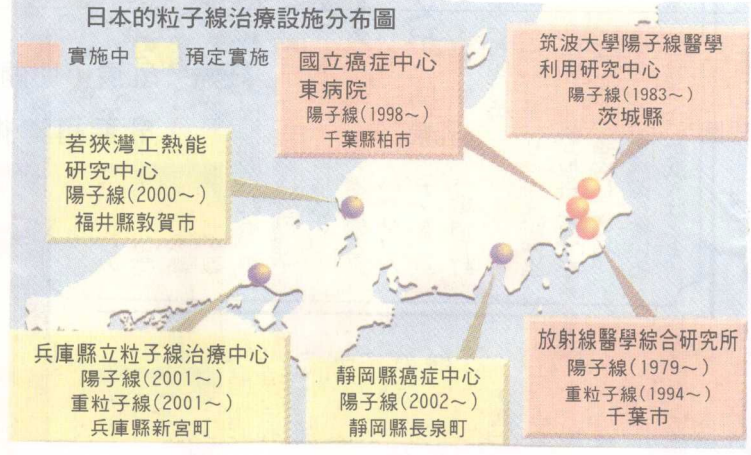 日本的粒子線治療設施分布圖
實施中 預定實施
國立癌症中心
東病院
陽子線(1998～)
千葉縣柏市
筑波大學陽子線醫學
利用研究中心
陽子線(1983～)
茨城縣
若狹灣工熱能
研究中心
陽子線(2000～)
福井縣敦賀市
兵庫縣立粒子線治療中心
陽子線(2001～)
重粒子線(2001～)
兵庫縣新宮町
靜岡縣癌症中心
陽子線(2002～)
靜岡縣長泉町
放射線醫學綜合研究所
陽子線(1979～)
重粒子線(1994～)
千葉市